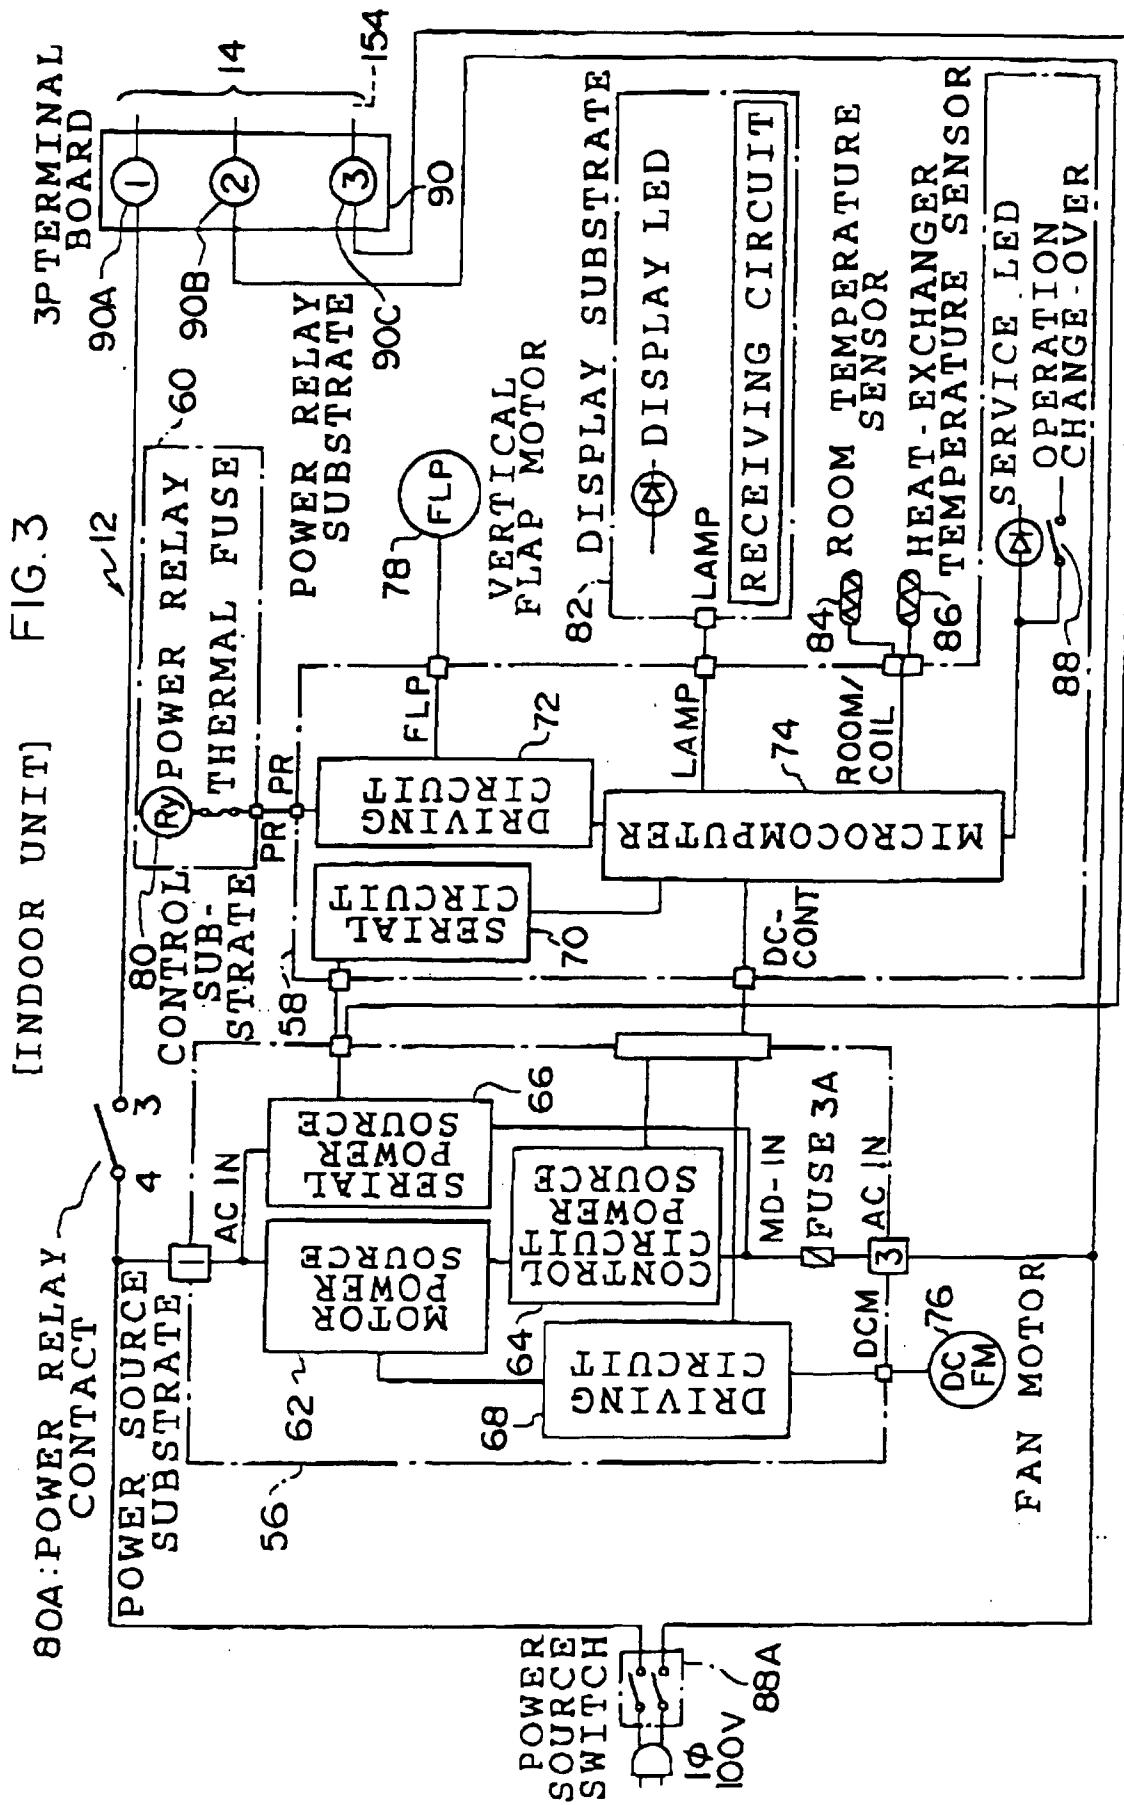 [INDOOR UNIT] FIG. 3
80A: POWER RELAY
CONTACT
4
3
12
3P TERMINAL
BOARD
90A
90B
90C
1
2
3
14
154
90
60
POWER RELAY
THERMAL FUSE
Ry
80
PR
PR
POWER RELAY
SUBSTRATE
POWER SOURCE
SUBSTRATE
56
1
AC IN
MOTOR
POWER
SOURCE
62
SERIAL
POWER
SOURCE
66
CONTROL
CIRCUIT
POWER
SOURCE
64
DRIVING
CIRCUIT
68
MD-IN
FUSE 3A
AC IN
3
DCM
DC
FM
76
FAN MOTOR
CONTROL
SUB-
STRATE
58
SERIAL
CIRCUIT
70
DRIVING
CIRCUIT
72
MICROCOMPUTER
74
DC-
CONT
FLP
FLP
78
VERTICAL
FLAP MOTOR
LAMP
LAMP
82
DISPLAY SUBSTRATE
DISPLAY LED
RECEIVING CIRCUIT
ROOM/
COIL
84
ROOM TEMPERATURE
SENSOR
86
HEAT-EXCHANGER
TEMPERATURE SENSOR
SERVICE LED
OPERATION
CHANGE-OVER
88
POWER
SOURCE
SWITCH
88A
1φ
100V